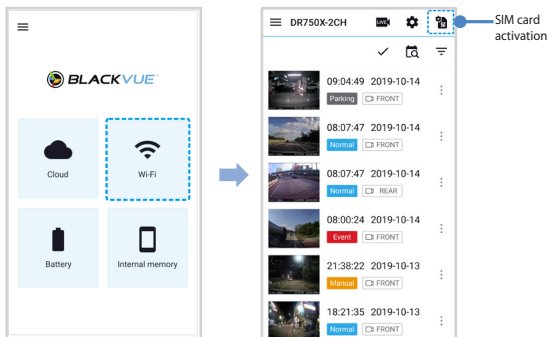 BLACKVUE
Cloud
Wi-Fi
Battery
Internal memory
DR750X-2CH
LIVE
SIM card
activation
09:04:49 2019-10-14
Parking FRONT
08:07:47 2019-10-14
Normal FRONT
08:07:47 2019-10-14
Normal REAR
08:00:24 2019-10-14
Event FRONT
21:38:22 2019-10-13
Manual FRONT
18:21:35 2019-10-13
Normal FRONT